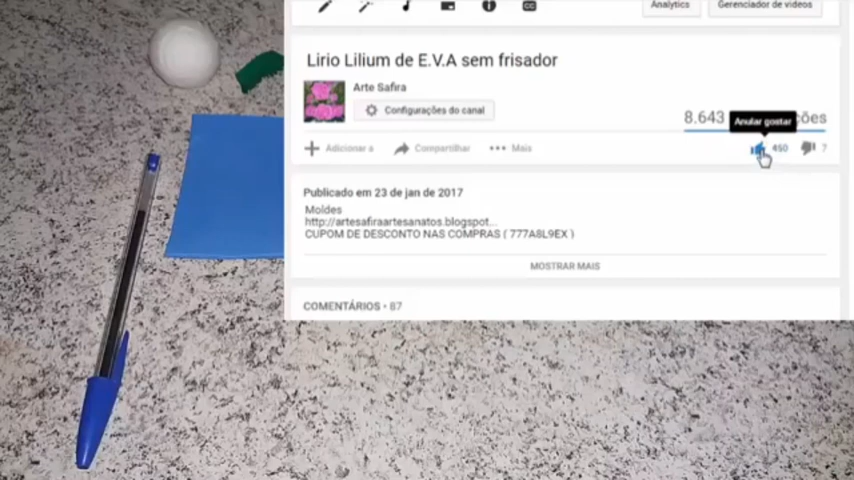 Analytics
Gerenciador de vídeos
Lirio Lilium de E.V.A sem frisador
Arte Safira
Configurações do canal
8.643
Anular gostar
Adicionar a
Compartilhar
Mais
450
7
Publicado em 23 de jan de 2017
Moldes
http://artesafiraartesanatos.blogspot...
CUPOM DE DESCONTO NAS COMPRAS ( 777A8L9EX )
MOSTRAR MAIS
COMENTÁRIOS • 87